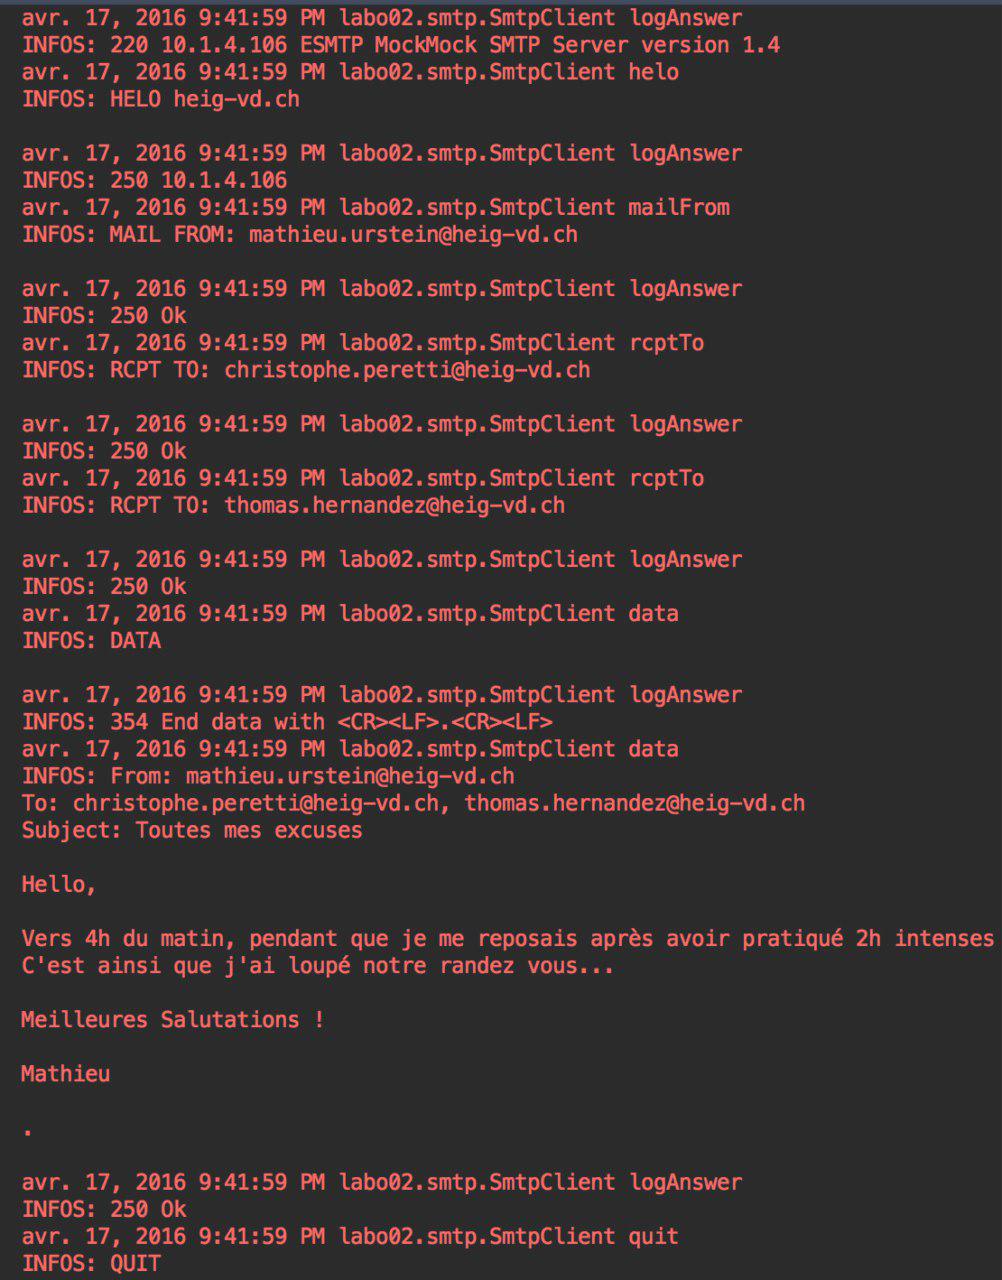 avr. 17, 2016 9:41:59 PM labo02.smtp.SmtpClient logAnswer
INFOS: 220 10.1.4.106 ESMTP MockMock SMTP Server version 1.4
avr. 17, 2016 9:41:59 PM labo02.smtp.SmtpClient helo
INFOS: HELO heig-vd.ch
avr. 17, 2016 9:41:59 PM labo02.smtp.SmtpClient logAnswer
INFOS: 250 10.1.4.106
avr. 17, 2016 9:41:59 PM labo02.smtp.SmtpClient mailFrom
INFOS: MAIL FROM: mathieu.urstein@heig-vd.ch
avr. 17, 2016 9:41:59 PM labo02.smtp.SmtpClient logAnswer
INFOS: 250 Ok
avr. 17, 2016 9:41:59 PM labo02.smtp.SmtpClient rcptTo
INFOS: RCPT TO: christophe.peretti@heig-vd.ch
avr. 17, 2016 9:41:59 PM labo02.smtp.SmtpClient logAnswer
INFOS: 250 Ok
avr. 17, 2016 9:41:59 PM labo02.smtp.SmtpClient rcptTo
INFOS: RCPT TO: thomas.hernandez@heig-vd.ch
avr. 17, 2016 9:41:59 PM labo02.smtp.SmtpClient logAnswer
INFOS: 250 Ok
avr. 17, 2016 9:41:59 PM labo02.smtp.SmtpClient data
INFOS: DATA
avr. 17, 2016 9:41:59 PM labo02.smtp.SmtpClient logAnswer
INFOS: 354 End data with <CR><LF>.<CR><LF>
avr. 17, 2016 9:41:59 PM labo02.smtp.SmtpClient data
INFOS: From: mathieu.urstein@heig-vd.ch
To: christophe.peretti@heig-vd.ch, thomas.hernandez@heig-vd.ch
Subject: Toutes mes excuses
Hello,
Vers 4h du matin, pendant que je me reposais après avoir pratiqué 2h intenses
C'est ainsi que j'ai loupé notre randez vous...
Meilleures Salutations !
Mathieu
.
avr. 17, 2016 9:41:59 PM labo02.smtp.SmtpClient logAnswer
INFOS: 250 Ok
avr. 17, 2016 9:41:59 PM labo02.smtp.SmtpClient quit
INFOS: QUIT